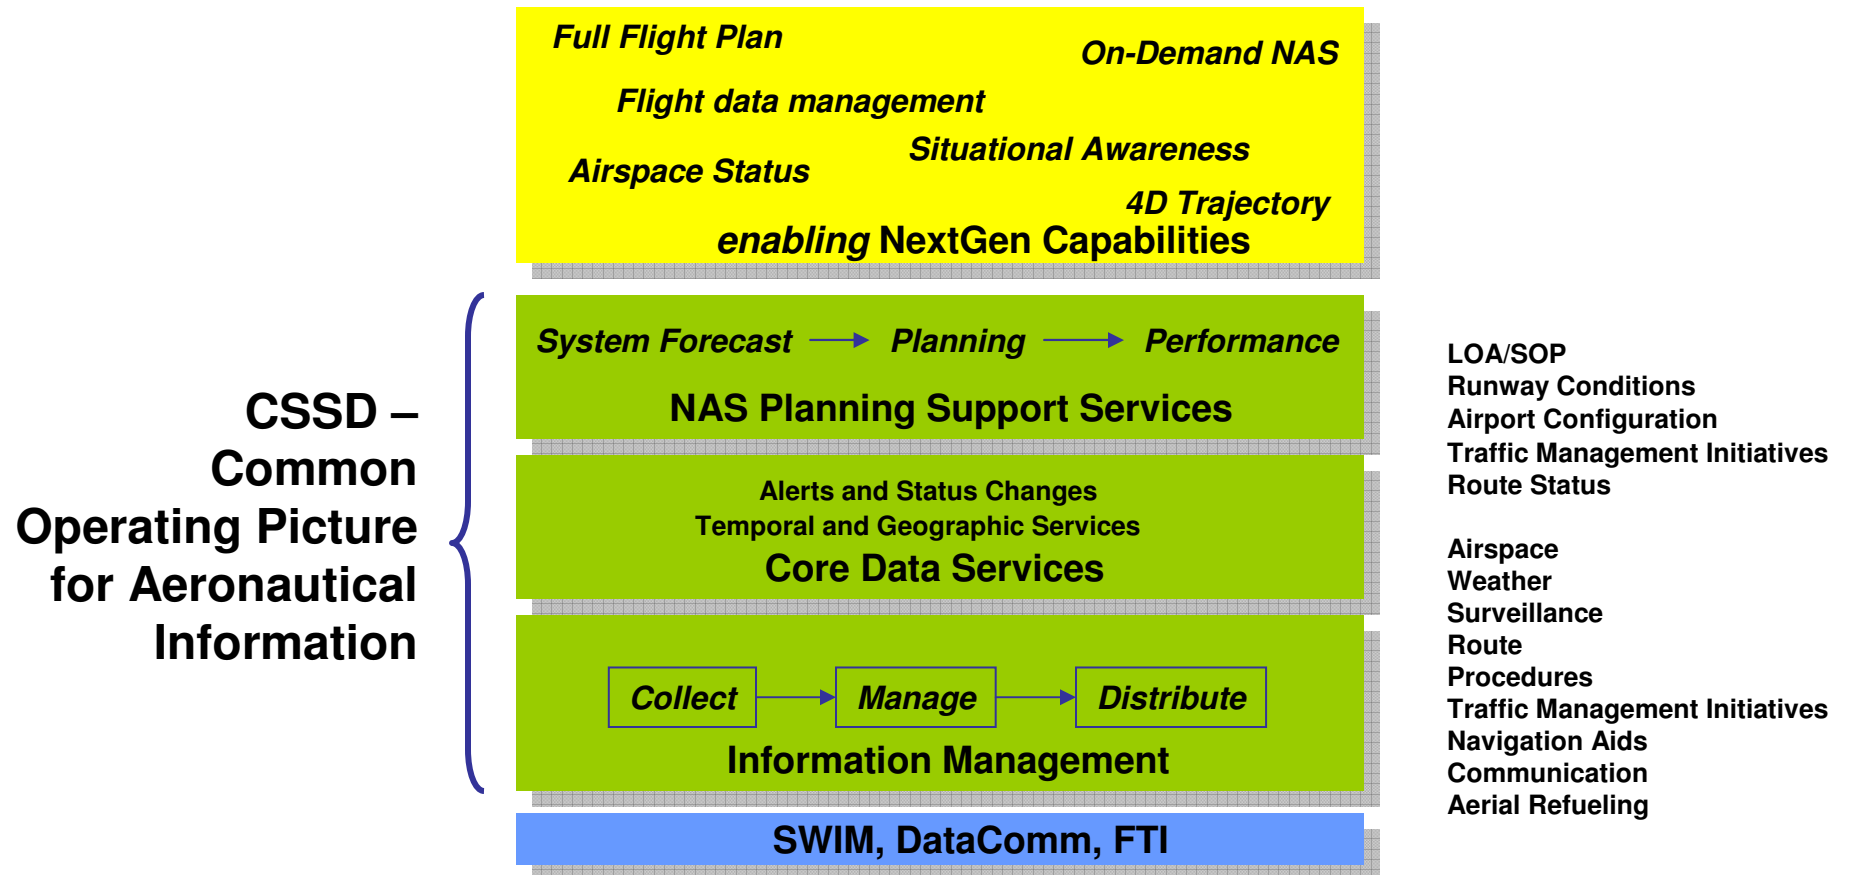 Full Flight Plan
On-Demand NAS
Flight data management
Situational Awareness
Airspace Status
4D Trajectory
enabling NextGen Capabilities
CSSD –
Common
Operating Picture
for Aeronautical
Information
System Forecast Planning Performance
NAS Planning Support Services
Alerts and Status Changes
Temporal and Geographic Services
Core Data Services
Collect Manage Distribute
Information Management
SWIM, DataComm, FTI
LOA/SOP
Runway Conditions
Airport Configuration
Traffic Management Initiatives
Route Status
Airspace
Weather
Surveillance
Route
Procedures
Traffic Management Initiatives
Navigation Aids
Communication
Aerial Refueling